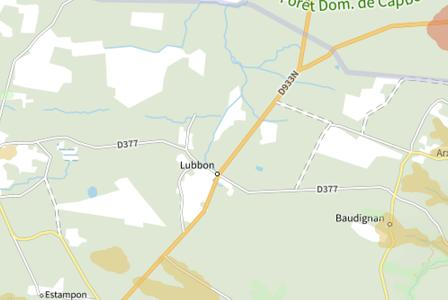 Forêt Dom. de Capbo
D933N
D377
Lubbon
D377
Baudignan
Estampon